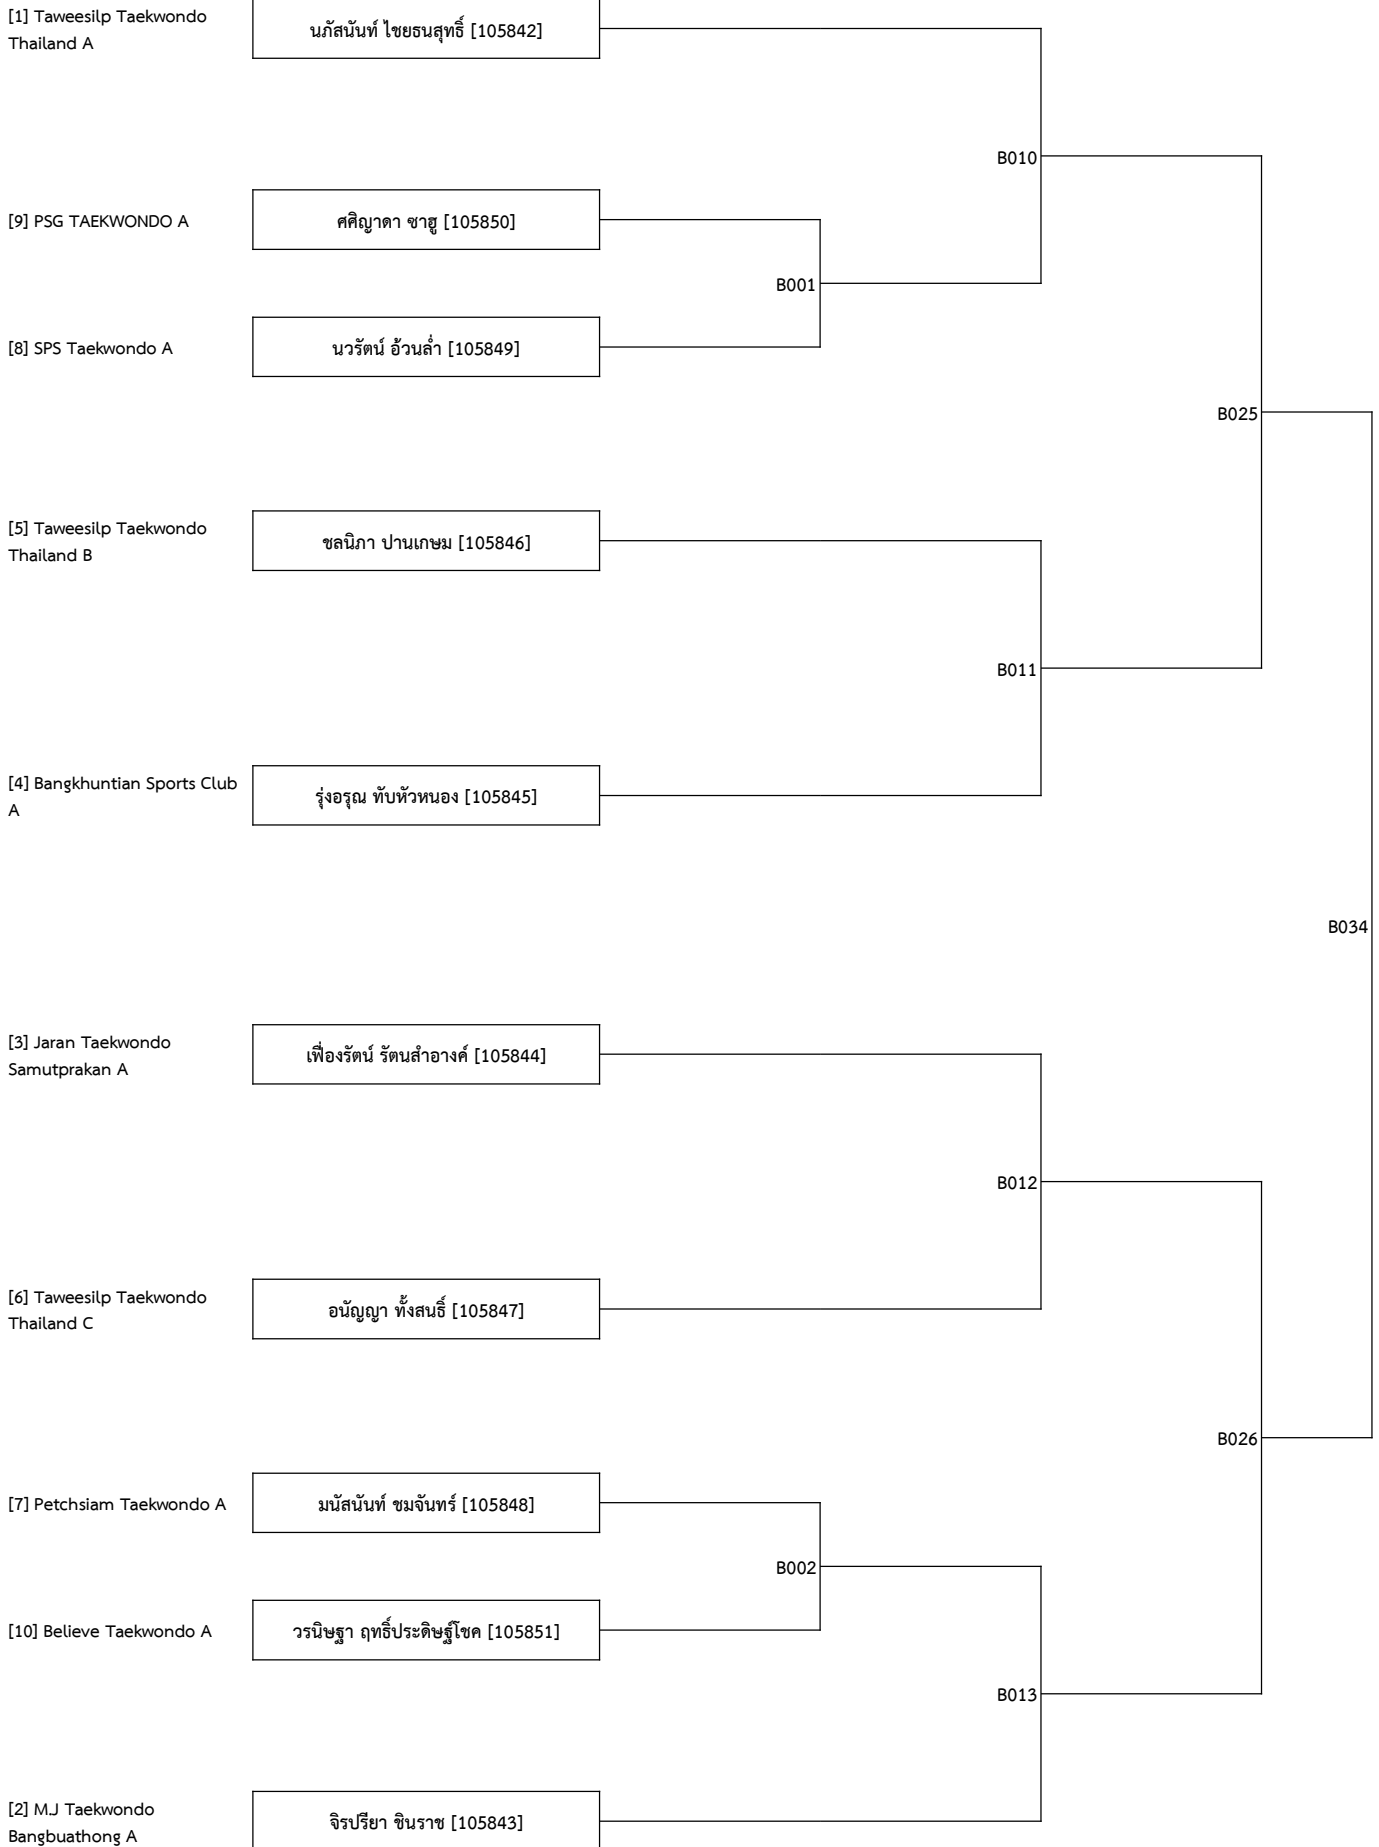 [1] Taweesilp Taekwondo
Thailand A
นภัสนันท์ ไชยธนสุทธิ์ [105842]
B010
[9] PSG TAEKWONDO A
ศศิญาดา ซาฮู [105850]
B001
[8] SPS Taekwondo A
นวรัตน์ อ้วนล่ำ [105849]
B025
[5] Taweesilp Taekwondo
Thailand B
ชลนิภา ปานเกษม [105846]
B011
[4] Bangkhuntian Sports Club
A
รุ่งอรุณ ทับหัวหนอง [105845]
B034
[3] Jaran Taekwondo
Samutprakan A
เฟื่องรัตน์ รัตนสำอางค์ [105844]
B012
[6] Taweesilp Taekwondo
Thailand C
อนัญญา ทั้งสนธิ์ [105847]
B026
[7] Petchsiam Taekwondo A
มนัสนันท์ ชมจันทร์ [105848]
B002
[10] Believe Taekwondo A
วรนิษฐา ฤทธิ์ประดิษฐ์โชค [105851]
B013
[2] M.J Taekwondo
Bangbuathong A
จิรปรียา ชินราช [105843]